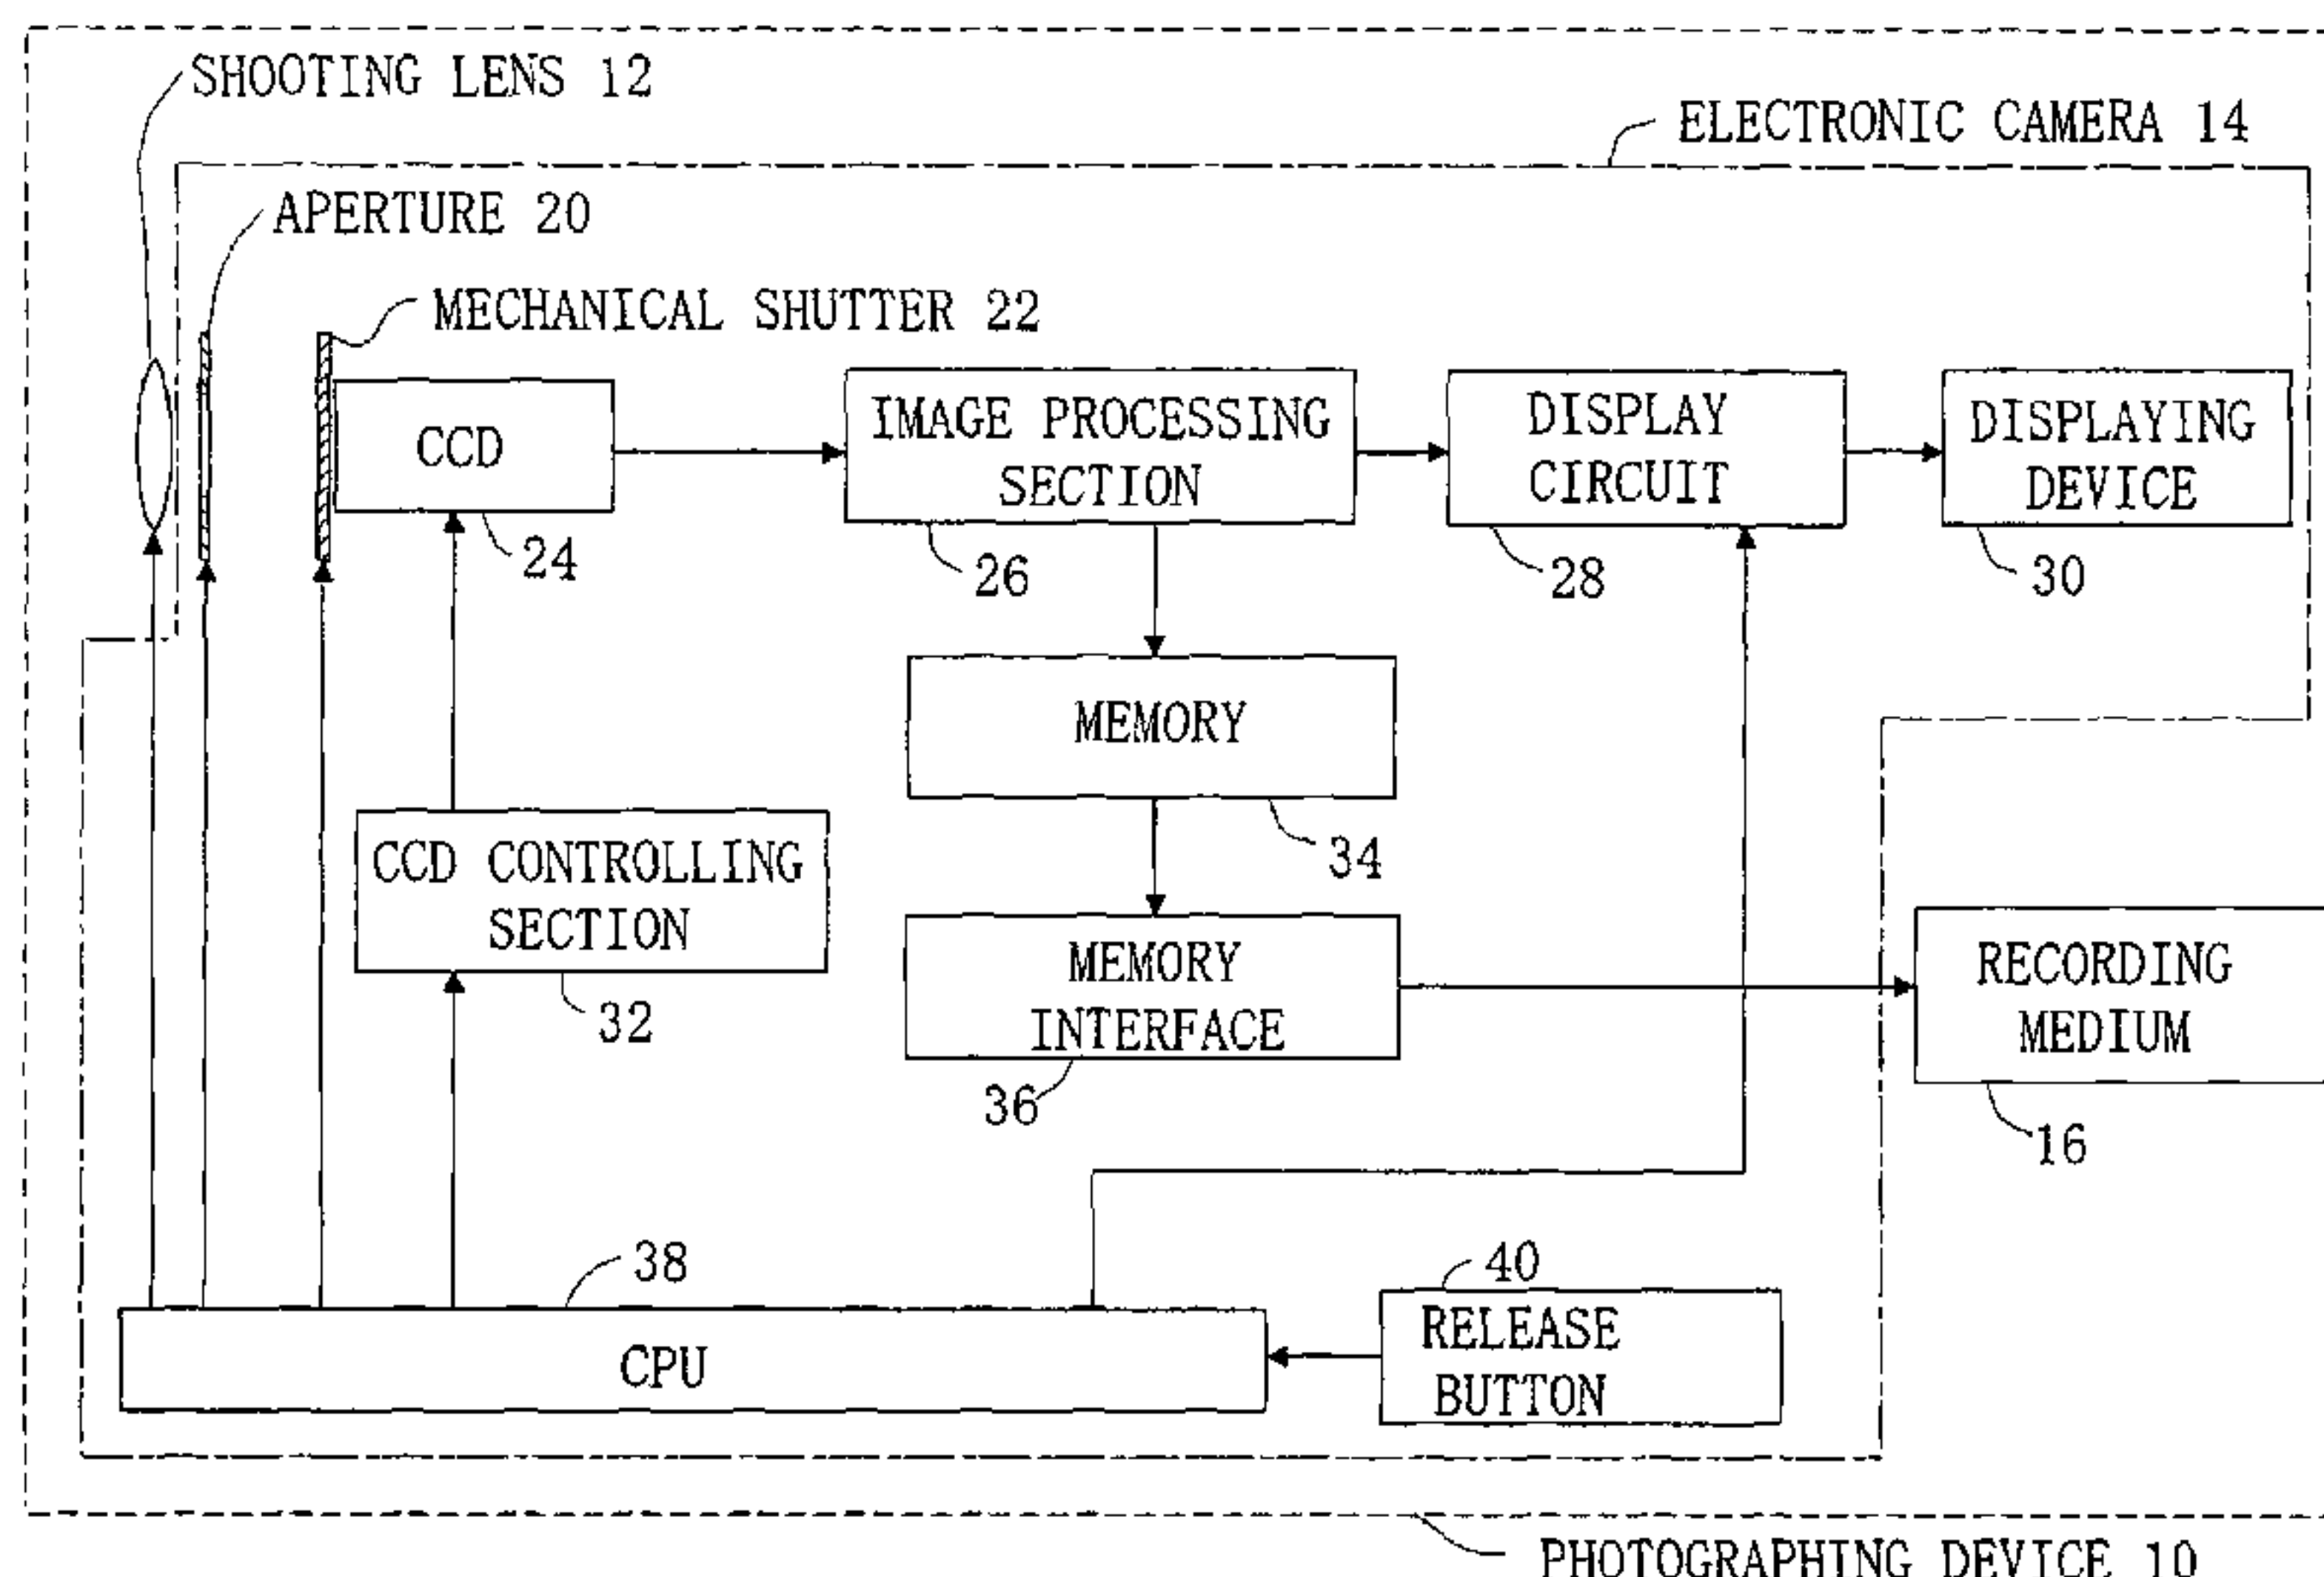 SHOOTING LENS 12
ELECTRONIC CAMERA 14
APERTURE 20
MECHANICAL SHUTTER 22
CCD
24
IMAGE PROCESSING
SECTION
26
DISPLAY
CIRCUIT
28
DISPLAYING
DEVICE
30
MEMORY
34
CCD CONTROLLING
SECTION
32
MEMORY
INTERFACE
36
RECORDING
MEDIUM
16
38
CPU
40
RELEASE
BUTTON
PHOTOGRAPHING DEVICE 10